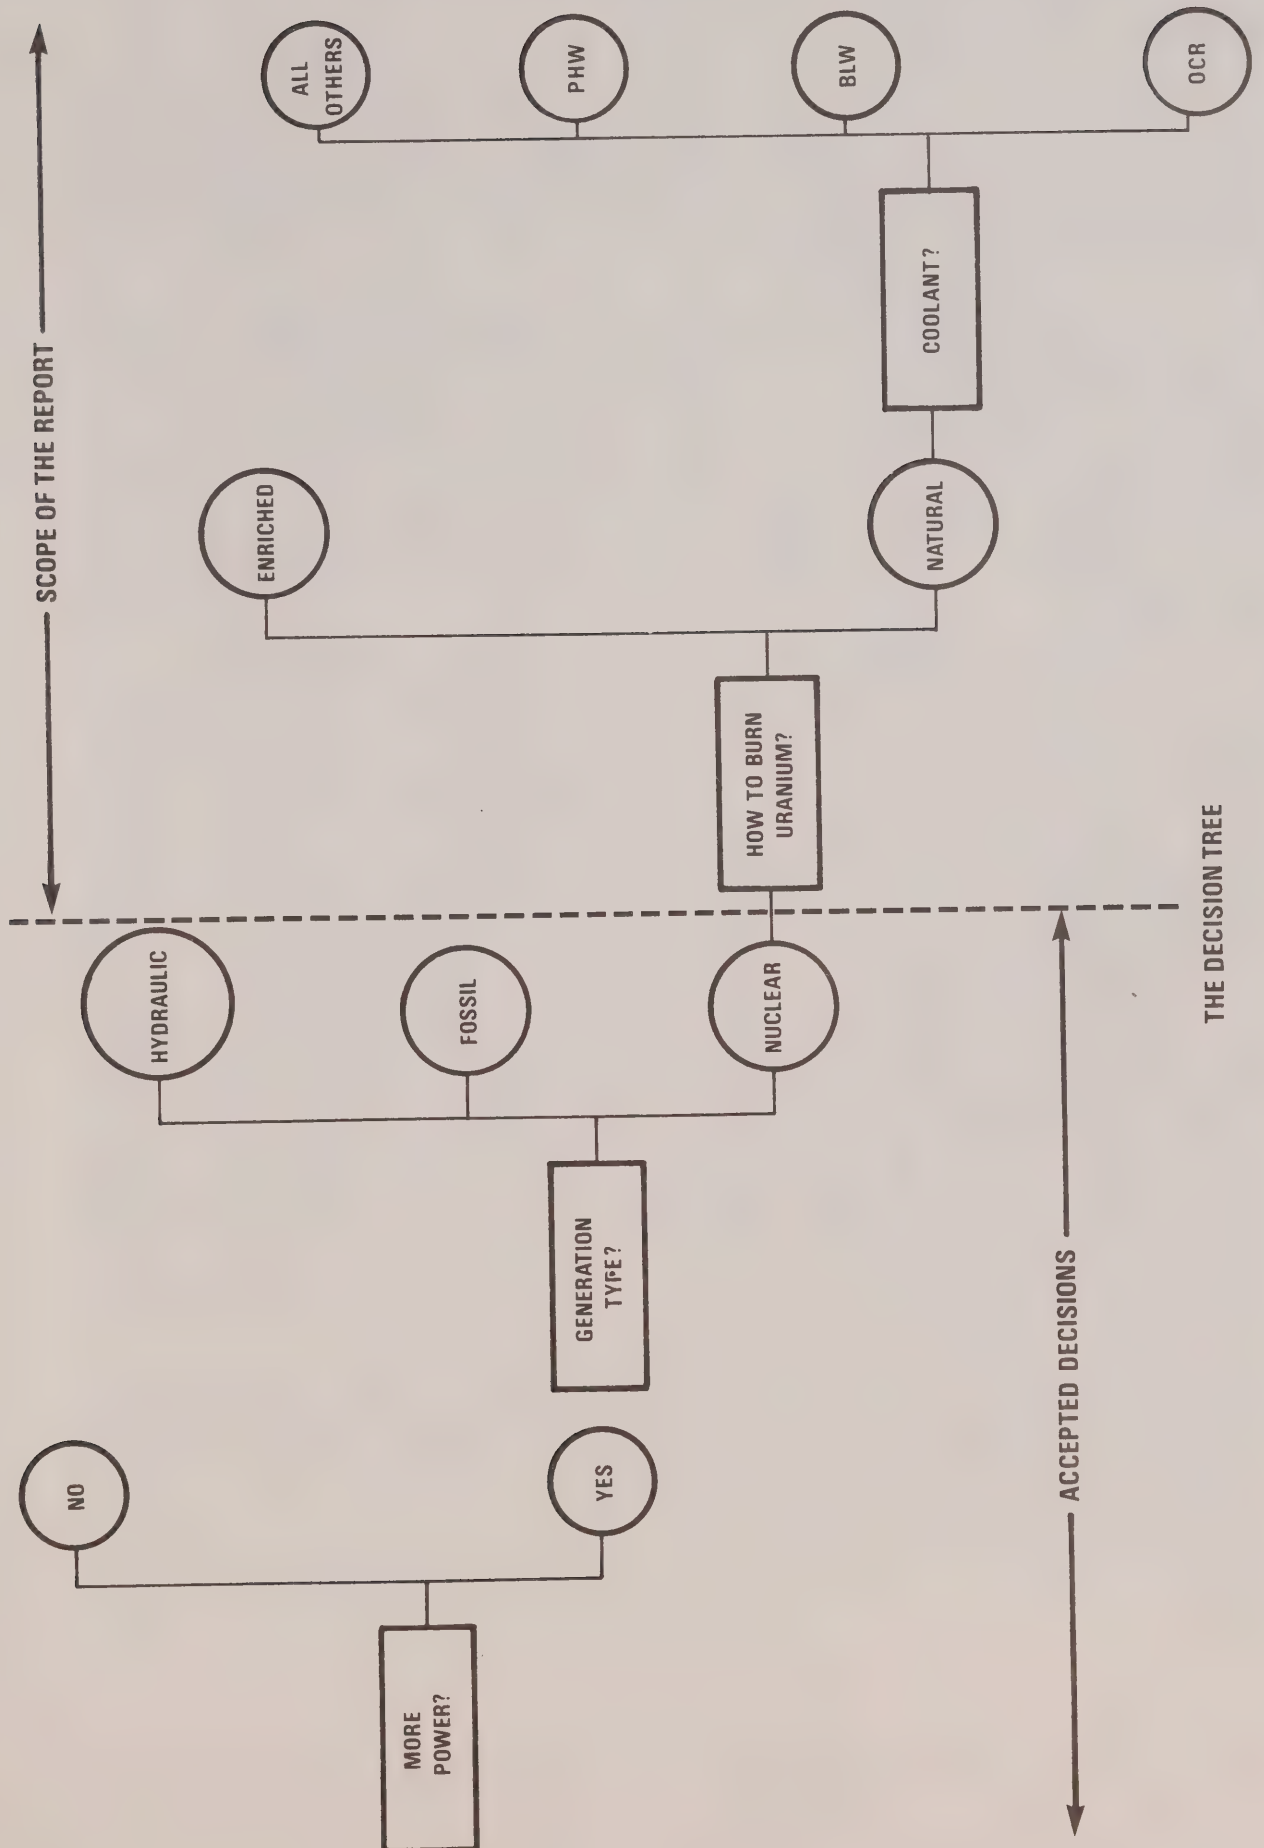 SCOPE OF THE REPORT
MORE
POWER?
NO
YES
GENERATION
TYPE?
HYDRAULIC
FOSSIL
NUCLEAR
HOW TO BURN
URANIUM?
ENRICHED
NATURAL
COOLANT?
ALL
OTHERS
PHW
BLW
OCR
ACCEPTED DECISIONS
THE DECISION TREE